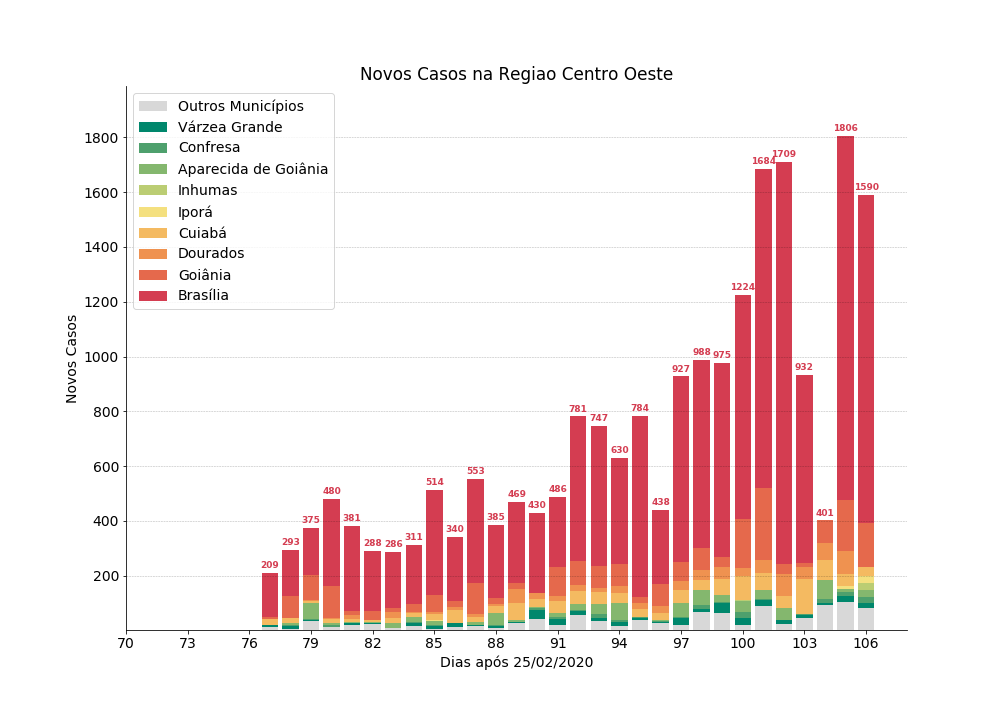 Novos Casos na Regiao Centro Oeste
Outros Municípios
Várzea Grande
Confresa
Aparecida de Goiânia
Inhumas
Iporá
Cuiabá
Dourados
Goiânia
Brasília
Novos Casos
1800
1600
1400
1200
1000
800
600
400
200
209
293
375
480
381
288
286
311
514
340
553
385
469
430
486
781
747
630
784
438
927
988
975
1224
1684
1709
932
401
1806
1590
70 73 76 79 82 85 88 91 94 97 100 103 106
Dias após 25/02/2020